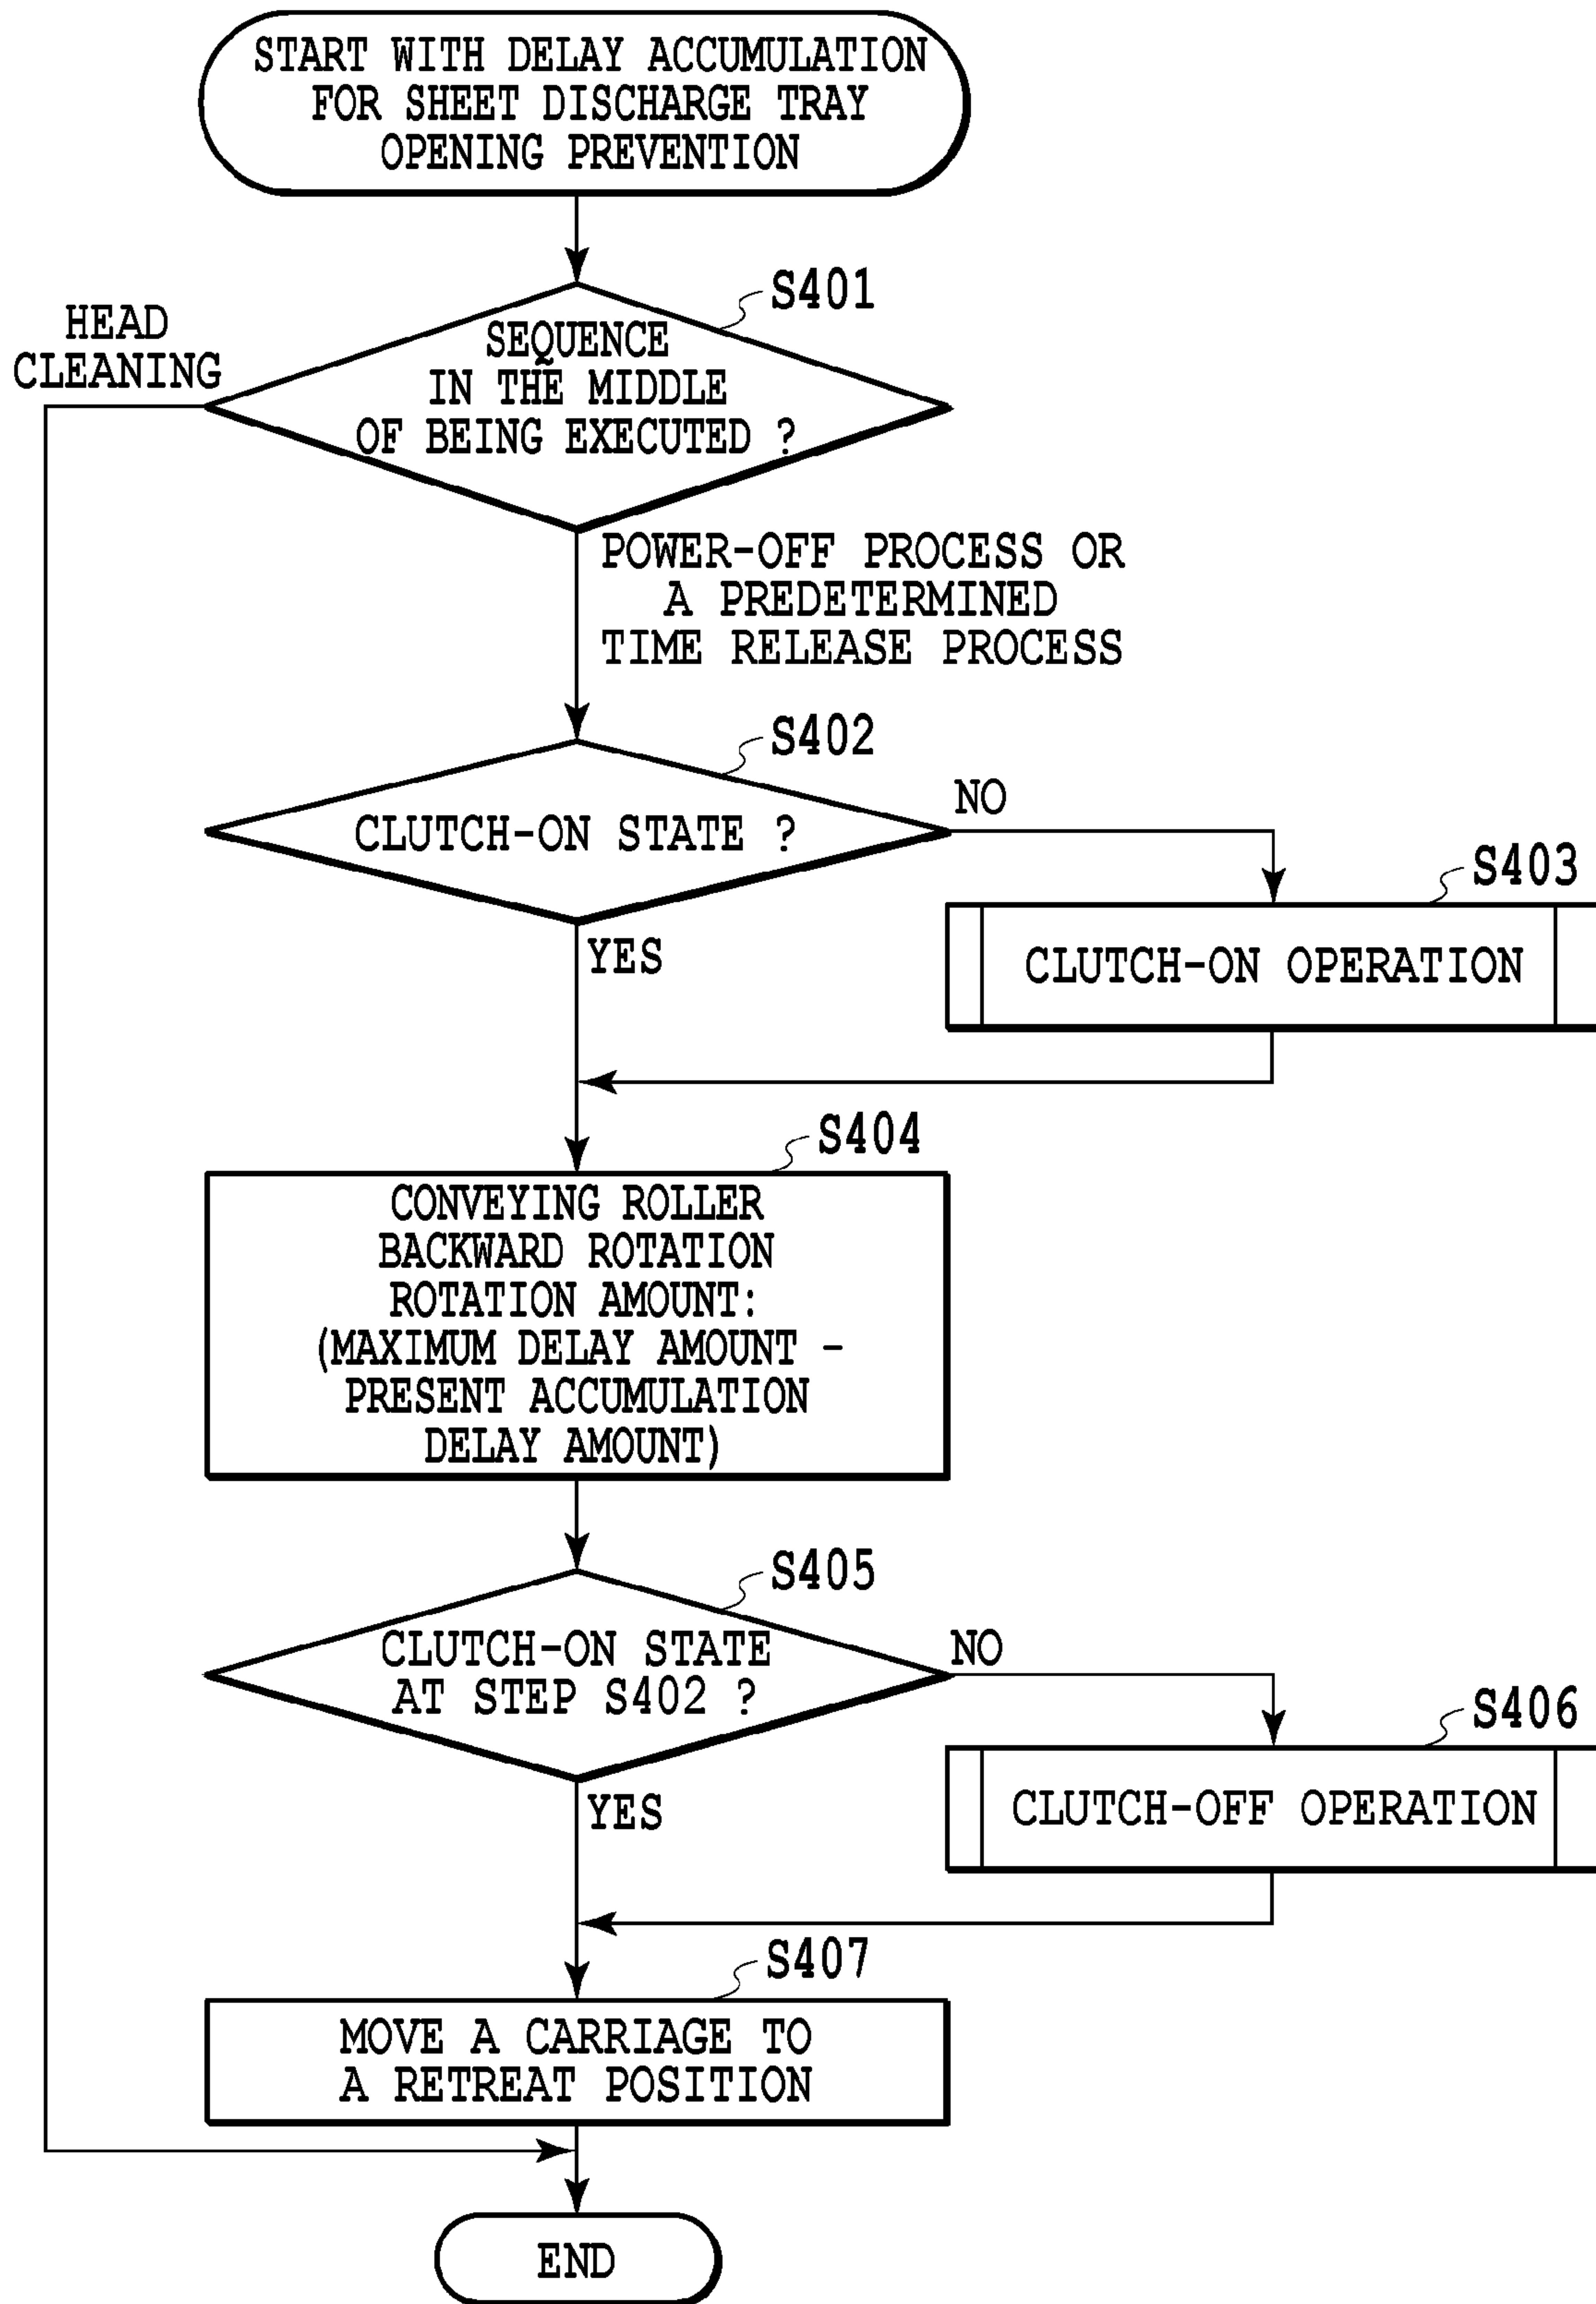 START WITH DELAY ACCUMULATION
FOR SHEET DISCHARGE TRAY
OPENING PREVENTION
S401
HEAD
CLEANING
SEQUENCE
IN THE MIDDLE
OF BEING EXECUTED ?
POWER-OFF PROCESS OR
A PREDETERMINED
TIME RELEASE PROCESS
S402
CLUTCH-ON STATE ?
NO
S403
CLUTCH-ON OPERATION
YES
S404
CONVEYING ROLLER
BACKWARD ROTATION
ROTATION AMOUNT:
(MAXIMUM DELAY AMOUNT -
PRESENT ACCUMULATION
DELAY AMOUNT)
S405
CLUTCH-ON STATE
AT STEP S402 ?
NO
S406
CLUTCH-OFF OPERATION
YES
S407
MOVE A CARRIAGE TO
A RETREAT POSITION
END